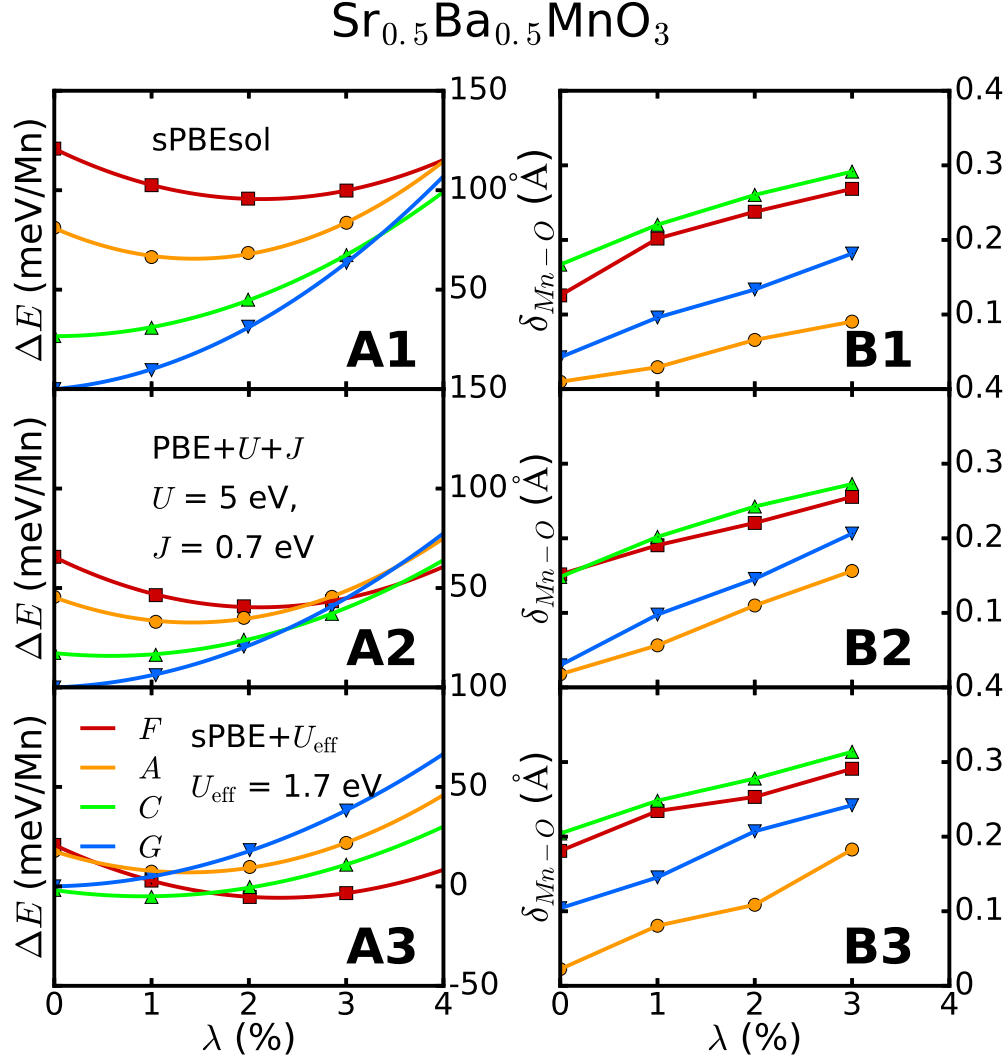 Sr0.5Ba0.5MnO3
ΔE (meV/Mn)
sPBEsol
A1
150
100
50
150
δMn−O (Å)
B1
0.4
0.3
0.2
0.1
0.4
ΔE (meV/Mn)
PBE+U+J
U = 5 eV,
J = 0.7 eV
A2
100
50
100
δMn−O (Å)
B2
0.3
0.2
0.1
0.4
ΔE (meV/Mn)
F
A
C
G
sPBE+Ueff
Ueff = 1.7 eV
A3
50
0
-50
δMn−O (Å)
B3
0.3
0.2
0.1
0
0 1 2 3 4
λ (%)
0 1 2 3 4
λ (%)